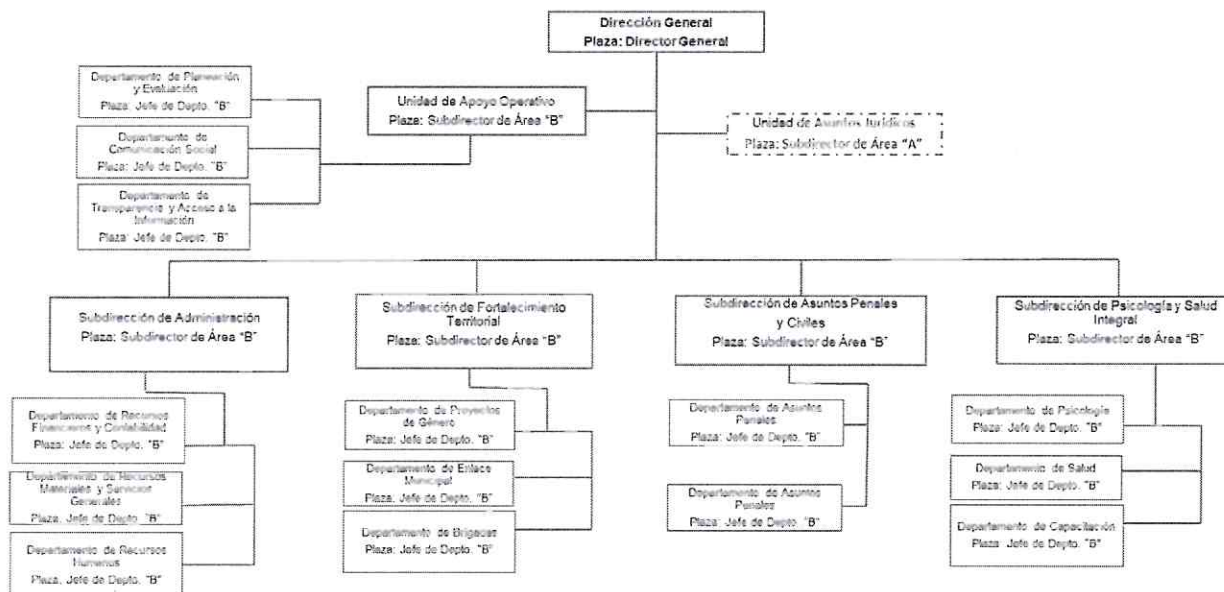 Dirección General
Plaza: Director General
Departamento de Planeación
y Evaluación
Plaza: Jefe de Depto. "B"
Unidad de Apoyo Operativo
Plaza: Subdirector de Área "B"
Unidad de Asuntos Jurídicos
Plaza: Subdirector de Área "A"
Departamento de
Comunicación Social
Plaza: Jefe de Depto. "B"
Departamento de
Transparencia y Acceso a la
Información
Plaza: Jefe de Depto. "B"
Subdirección de Administración
Plaza: Subdirector de Área "B"
Subdirección de Fortalecimiento
Territorial
Plaza: Subdirector de Área "B"
Subdirección de Asuntos Penales
y Civiles
Plaza: Subdirector de Área "B"
Subdirección de Psicología y Salud
Integral
Plaza: Subdirector de Área "B"
Departamento de Recursos
Financieros y Contabilidad
Plaza: Jefe de Depto. "B"
Departamento de Recursos
Materiales y Servicios
Generales
Plaza, Jefe de Depto. "B"
Departamento de Recursos
Humanos
Plaza, Jefe de Depto. "B"
Departamento de Proyectos
de Género
Plaza: Jefe de Depto. "B"
Departamento de Enlace
Municipal
Plaza: Jefe de Depto. "B"
Departamento de Brigadas
Plaza: Jefe de Depto. "B"
Departamento de Asuntos
Penales
Plaza: Jefe de Depto. "B"
Departamento de Asuntos
Penales
Plaza: Jefe de Depto. "B"
Departamento de Psicología
Plaza: Jefe de Depto. "B"
Departamento de Salud
Plaza: Jefe de Depto. "B"
Departamento de Capacitación
Plaza: Jefe de Depto. "B"